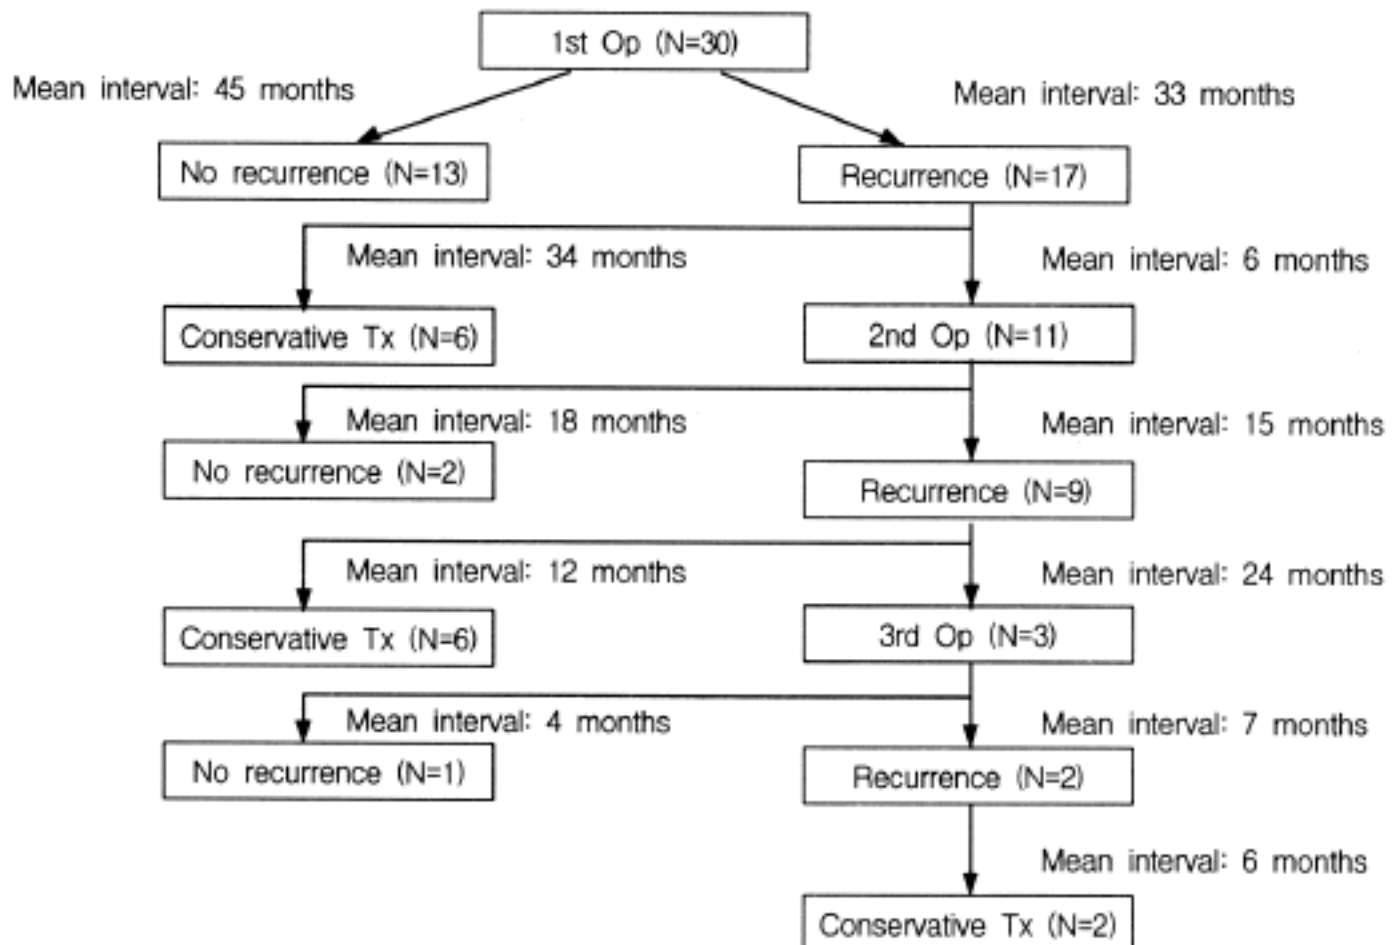 1st Op (N=30)
Mean interval: 45 months
Mean interval: 33 months
No recurrence (N=13)
Recurrence (N=17)
Mean interval: 34 months
Mean interval: 6 months
Conservative Tx (N=6)
2nd Op (N=11)
Mean interval: 18 months
Mean interval: 15 months
No recurrence (N=2)
Recurrence (N=9)
Mean interval: 12 months
Mean interval: 24 months
Conservative Tx (N=6)
3rd Op (N=3)
Mean interval: 4 months
Mean interval: 7 months
No recurrence (N=1)
Recurrence (N=2)
Mean interval: 6 months
Conservative Tx (N=2)